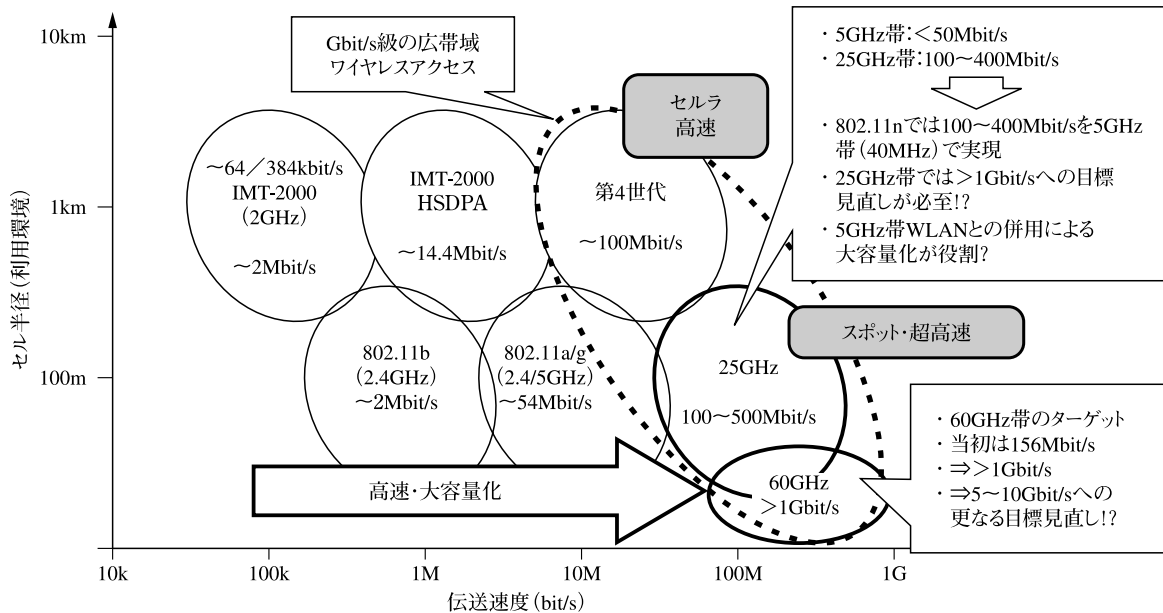 10km
1km
100m
セル半径(利用環境)
Gbit/s級の広帯域
ワイヤレスアクセス
セルラ
高速
・5GHz帯:<50Mbit/s
・25GHz帯:100〜400Mbit/s
・802.11nでは100〜400Mbit/sを5GHz
帯(40MHz)で実現
・25GHz帯では>1Gbit/sへの目標
見直しが必至!?
・5GHz帯WLANとの併用による
大容量化が役割?
〜64/384kbit/s
IMT-2000
(2GHz)
〜2Mbit/s
IMT-2000
HSDPA
〜14.4Mbit/s
第4世代
〜100Mbit/s
スポット・超高速
802.11b
(2.4GHz)
〜2Mbit/s
802.11a/g
(2.4/5GHz)
〜54Mbit/s
25GHz
100〜500Mbit/s
・60GHz帯のターゲット
・当初は156Mbit/s
・⇒>1Gbit/s
・⇒5〜10Gbit/sへの
更なる目標見直し!?
高速・大容量化
60GHz
>1Gbit/s
10k
100k
1M
10M
100M
1G
伝送速度(bit/s)